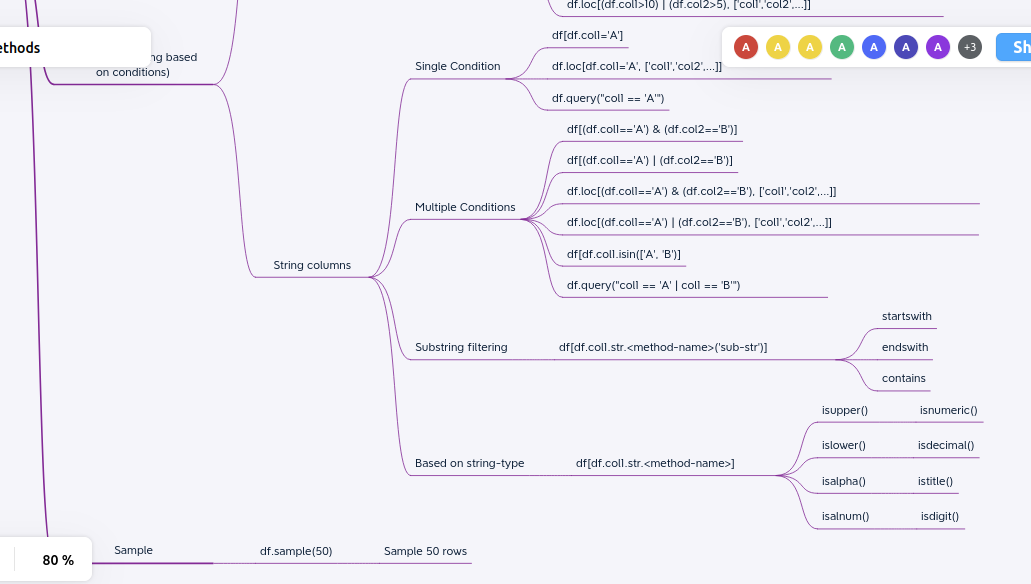 df.loc[(df.col1>10) | (df.col2>5), ['col1','col2',...]]
ethods
ng based
on conditions)
A A A A A A A +3 Sh
df[df.col='A']
Single Condition
df.loc[df.col1='A', ['col1','col2',...]]
df.query("col1 == 'A'")
df[(df.col1=='A') & (df.col2=='B')]
df[(df.col1=='A') | (df.col2=='B')]
df.loc[(df.col1=='A') & (df.col2=='B'), ['col1','col2',...]]
Multiple Conditions
df.loc[(df.col1=='A') | (df.col2=='B'), ['col1','col2',...]]
df[df.col1.isin(['A', 'B')]
String columns
df.query("col1 == 'A' | col1 == 'B'")
startswith
Substring filtering
df[df.col1.str.<method-name>('sub-str')]
endswith
contains
isupper() isnumeric()
islower() isdecimal()
Based on string-type
df[df.col1.str.<method-name>]
isalpha() istitle()
isalnum() isdigit()
80 %
Sample
df.sample(50)
Sample 50 rows